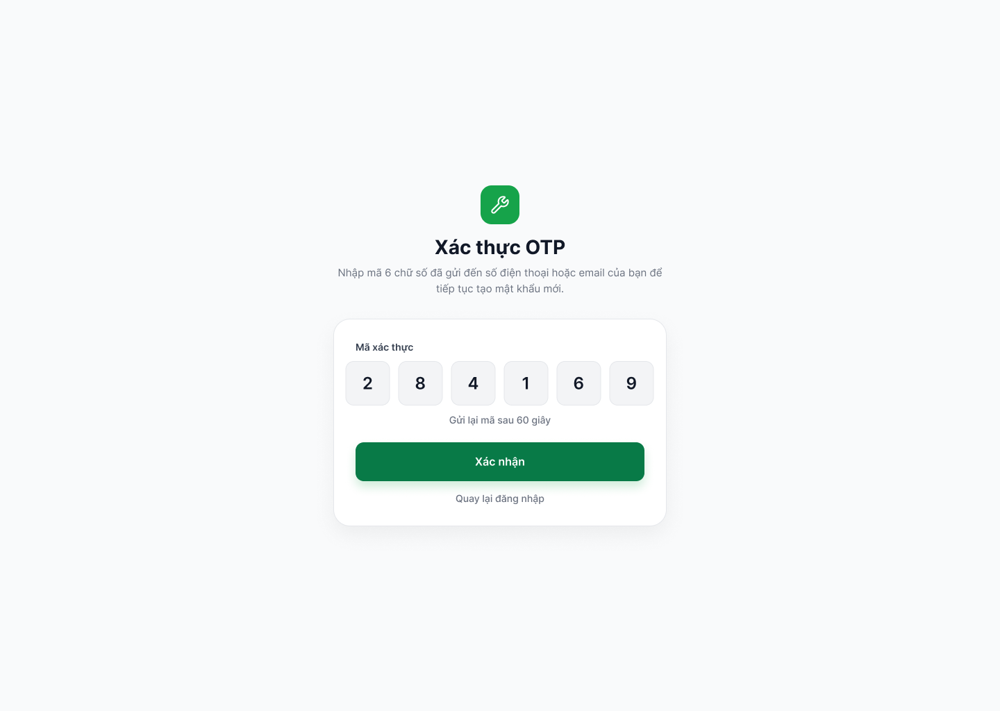 Xác thực OTP
Nhập mã 6 chữ số đã gửi đến số điện thoại hoặc email của bạn để
tiếp tục tạo mật khẩu mới.
Mã xác thực
2 8 4 1 6 9
Gửi lại mã sau 60 giây
Xác nhận
Quay lại đăng nhập